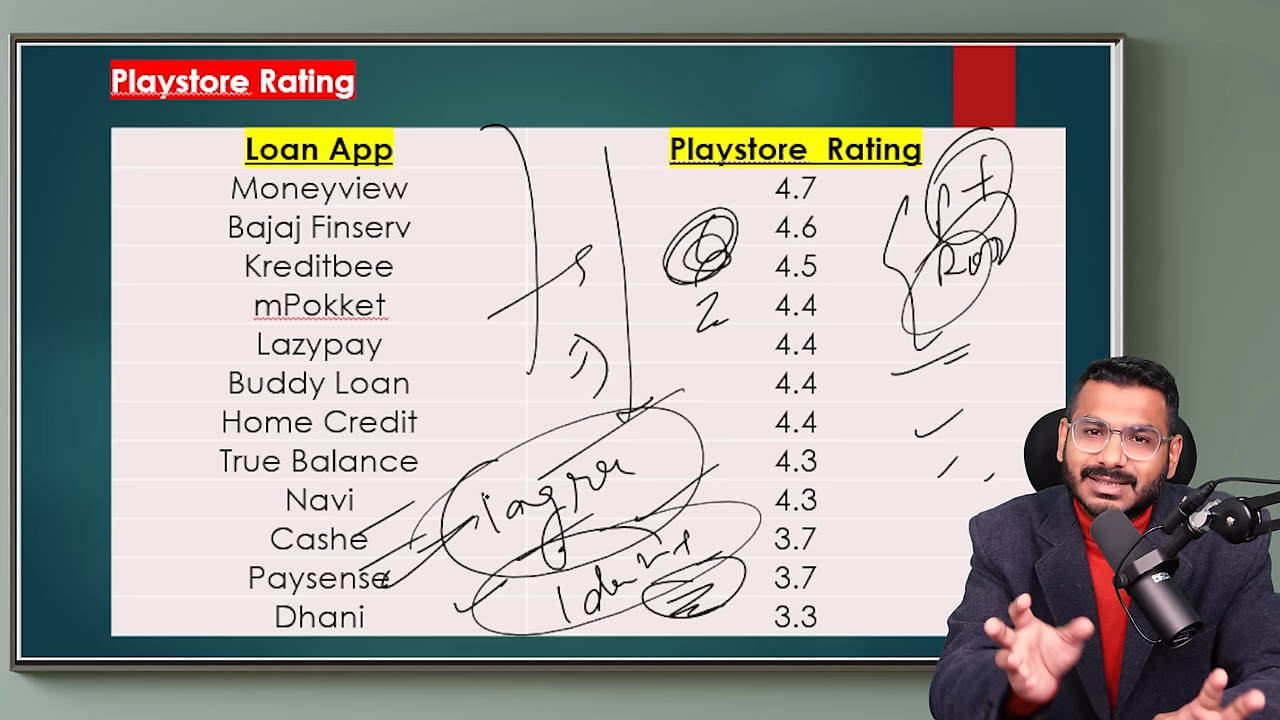 Playstore Rating
Loan App Playstore Rating
Moneyview 4.7
Bajaj Finserv 4.6
Kreditbee 4.5
mPokket 4.4
Lazypay 4.4
Buddy Loan 4.4
Home Credit 4.4
True Balance 4.3
Navi 4.3
Cashe 3.7
Paysense 3.7
Dhani 3.3